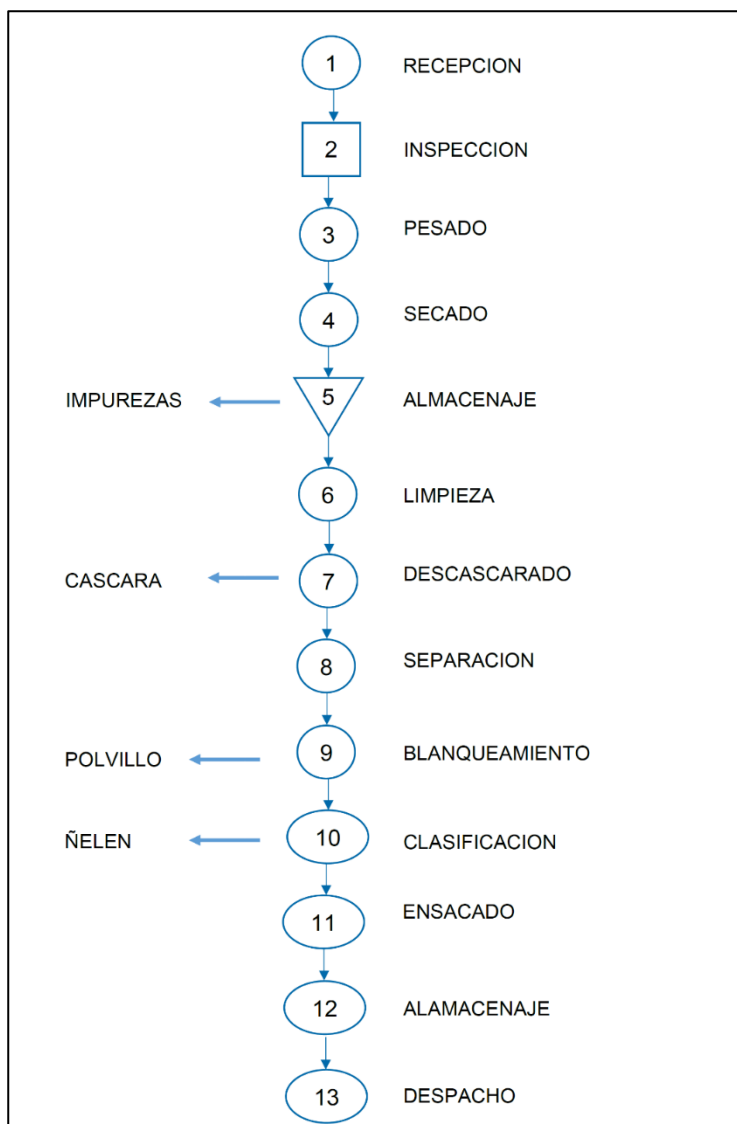 1 RECEPCION
2 INSPECCION
3 PESADO
4 SECADO
IMPUREZAS 5 ALMACENAJE
6 LIMPIEZA
CASCARA 7 DESCASCARADO
8 SEPARACION
POLVILLO 9 BLANQUEAMIENTO
ÑELEN 10 CLASIFICACION
11 ENSACADO
12 ALAMACENAJE
13 DESPACHO